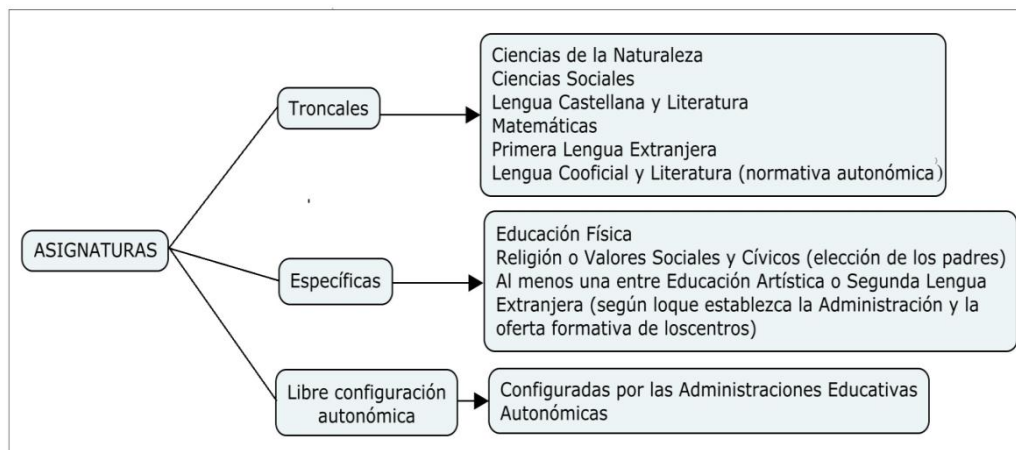 ASIGNATURAS
Troncales
Ciencias de la Naturaleza
Ciencias Sociales
Lengua Castellana y Literatura
Matemáticas
Primera Lengua Extranjera
Lengua Cooficial y Literatura (normativa autonómica)
Específicas
Educación Física
Religión o Valores Sociales y Cívicos (elección de los padres)
Al menos una entre Educación Artística o Segunda Lengua
Extranjera (según loque establezca la Administración y la
oferta formativa de loscentros)
Libre configuración
autonómica
Configuradas por las Administraciones Educativas
Autonómicas